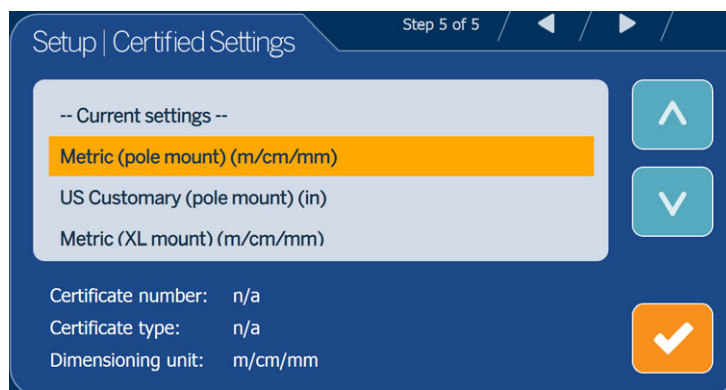 Step 5 of 5
Setup | Certified Settings
-- Current settings --
Metric (pole mount) (m/cm/mm)
US Customary (pole mount) (in)
Metric (XL mount) (m/cm/mm)
Certificate number: n/a
Certificate type: n/a
Dimensioning unit: m/cm/mm